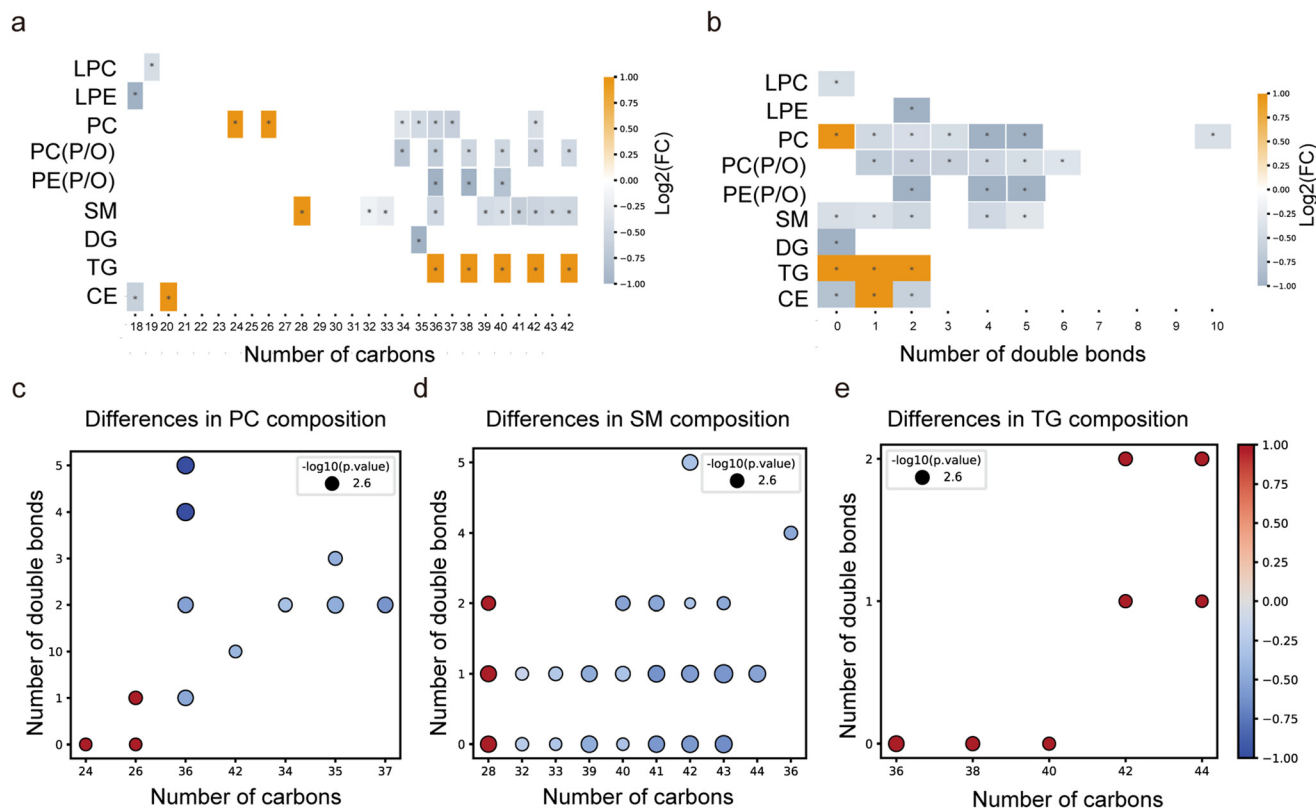 a
LPC
LPE
PC
PC(P/O)
PE(P/O)
SM
DG
TG
CE
18 19 20 21 22 23 24 26 27 28 29 30 31 32 33 34 35 36 37 39 40 41 42 43 42
Number of carbons
1.00
0.75
0.50
0.25
0.00
−0.25
−0.50
−0.75
−1.00
Log2(FC)
b
LPC
LPE
PC
PC(P/O)
PE(P/O)
SM
DG
TG
CE
0 1 2 3 4 5 6 7 8 9 10
Number of double bonds
1.00
0.75
0.50
0.25
0.00
−0.25
−0.50
−0.75
−1.00
Log2(FC)
c
Differences in PC composition
-log10(p.value)
2.6
Number of double bonds
5
4
3
2
10
1
0
24 26 36 42 34 35 37
Number of carbons
d
Differences in SM composition
-log10(p.value)
2.6
Number of double bonds
5
4
2
1
0
28 32 33 39 40 41 42 43 44 36
Number of carbons
e
Differences in TG composition
-log10(p.value)
2.6
Number of double bonds
2
1
0
36 38 40 42 44
Number of carbons
1.00
0.75
0.50
0.25
0.00
−0.25
−0.50
−0.75
−1.00